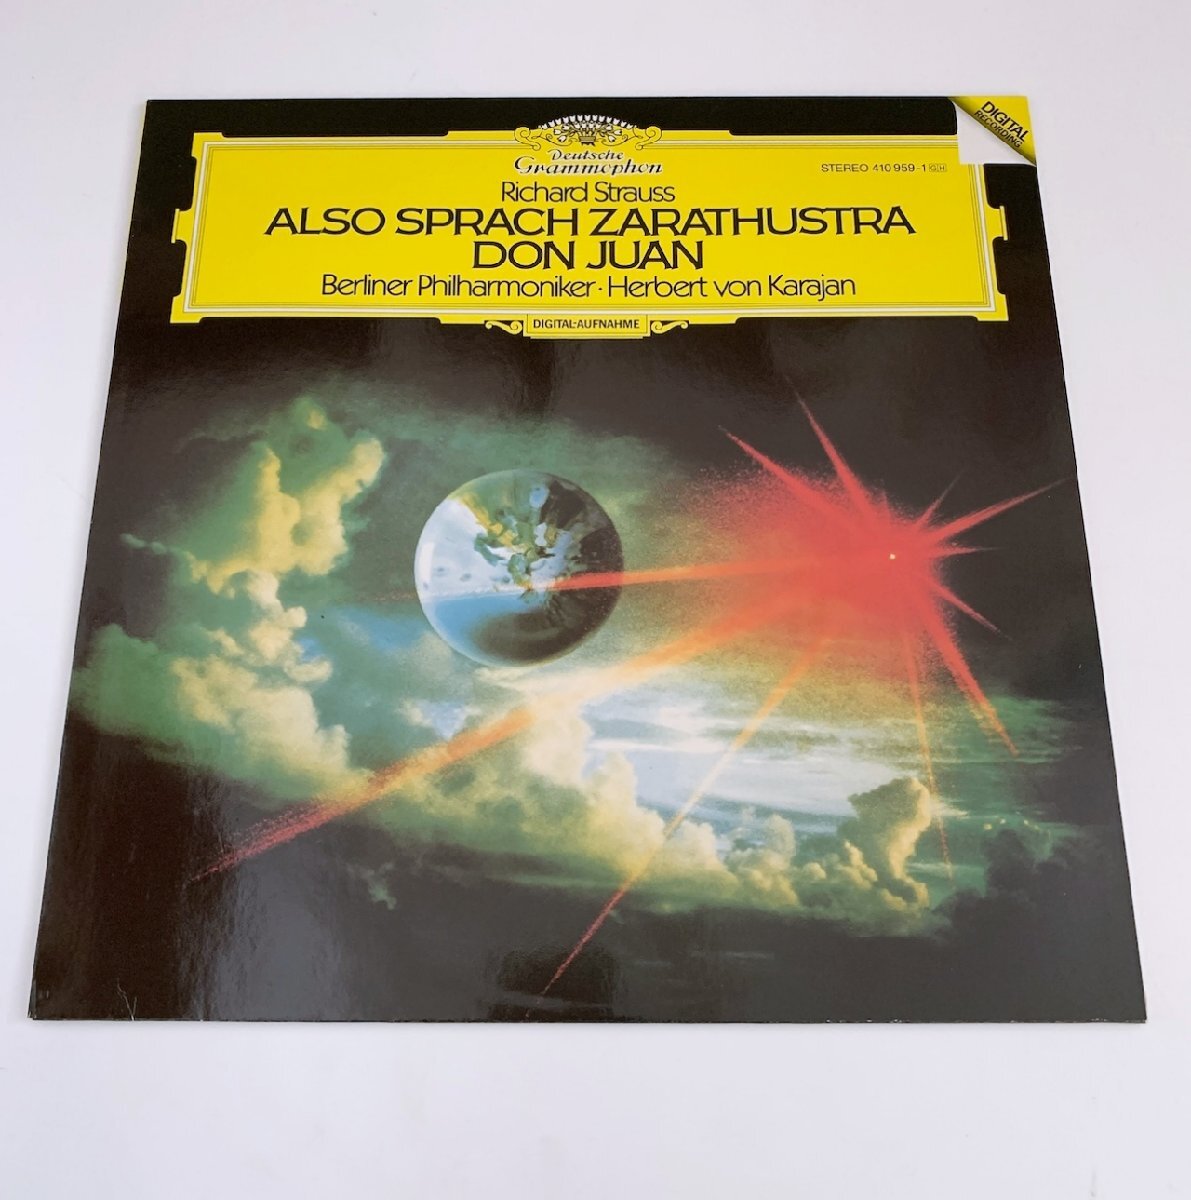 DIGITAL
RECORDING
Deutsche
Grammophon
STEREO 410 959-1 GH
Richard Strauss
ALSO SPRACH ZARATHUSTRA
DON JUAN
Berliner Philharmoniker · Herbert von Karajan
DIGITAL-AUFNAHME